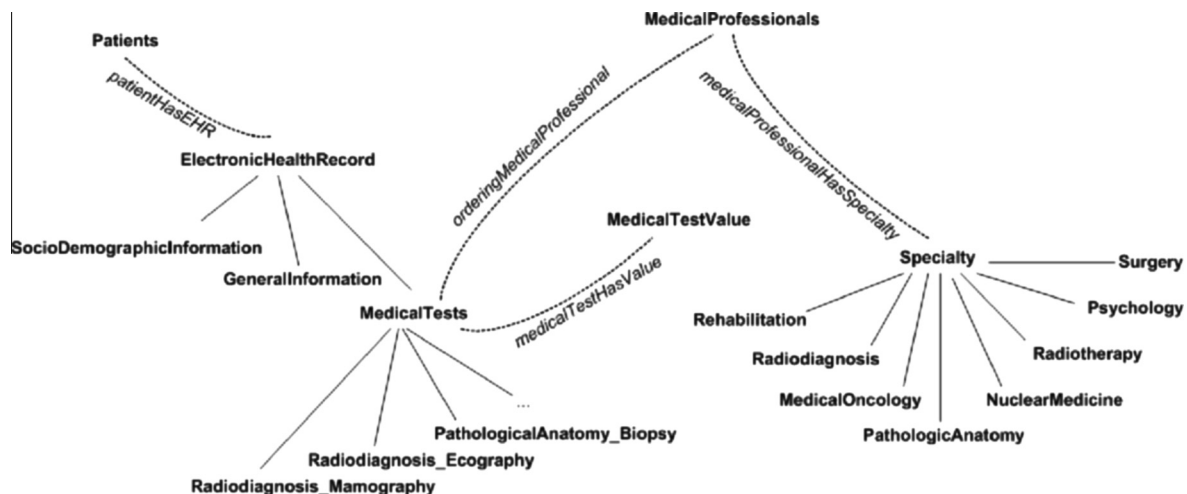 MedicalProfessionals
Patients
patientHasEHR
orderingMedicalProfessional
medicalProfessionalHasSpecialty
ElectronicHealthRecord
MedicalTestValue
SocioDemographicInformation
Specialty
Surgery
GeneralInformation
medicalTestHasValue
MedicalTests
Psychology
Rehabilitation
Radiodiagnosis
Radiotherapy
MedicalOncology
NuclearMedicine
...
PathologicalAnatomy_Biopsy
PathologicAnatomy
Radiodiagnosis_Ecography
Radiodiagnosis_Mamography